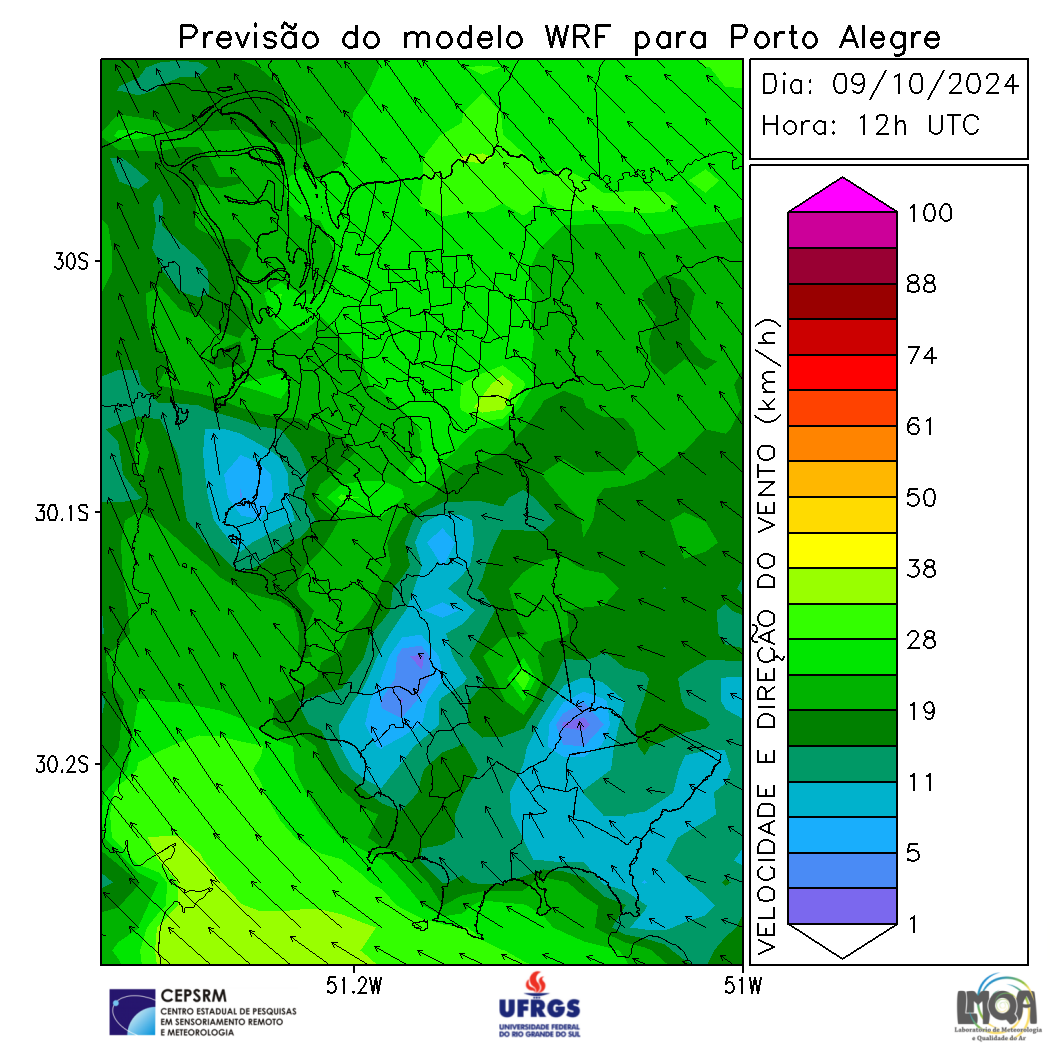 Previsão do modelo WRF para Porto Alegre
Dia: 09/10/2024
Hora: 12h UTC
30S
30.1S
30.2S
51.2W
51W
VELOCIDADE E DIREÇÃO DO VENTO (km/h)
100
88
74
61
50
38
28
19
11
5
1
CEPSRM
CENTRO ESTADUAL DE PESQUISAS
EM SENSORIAMENTO REMOTO
E METEOROLOGIA
UFRGS
UNIVERSIDADE FEDERAL
DO RIO GRANDE DO SUL
LMQA
Laboratório de Meteorologia
e Qualidade do Ar